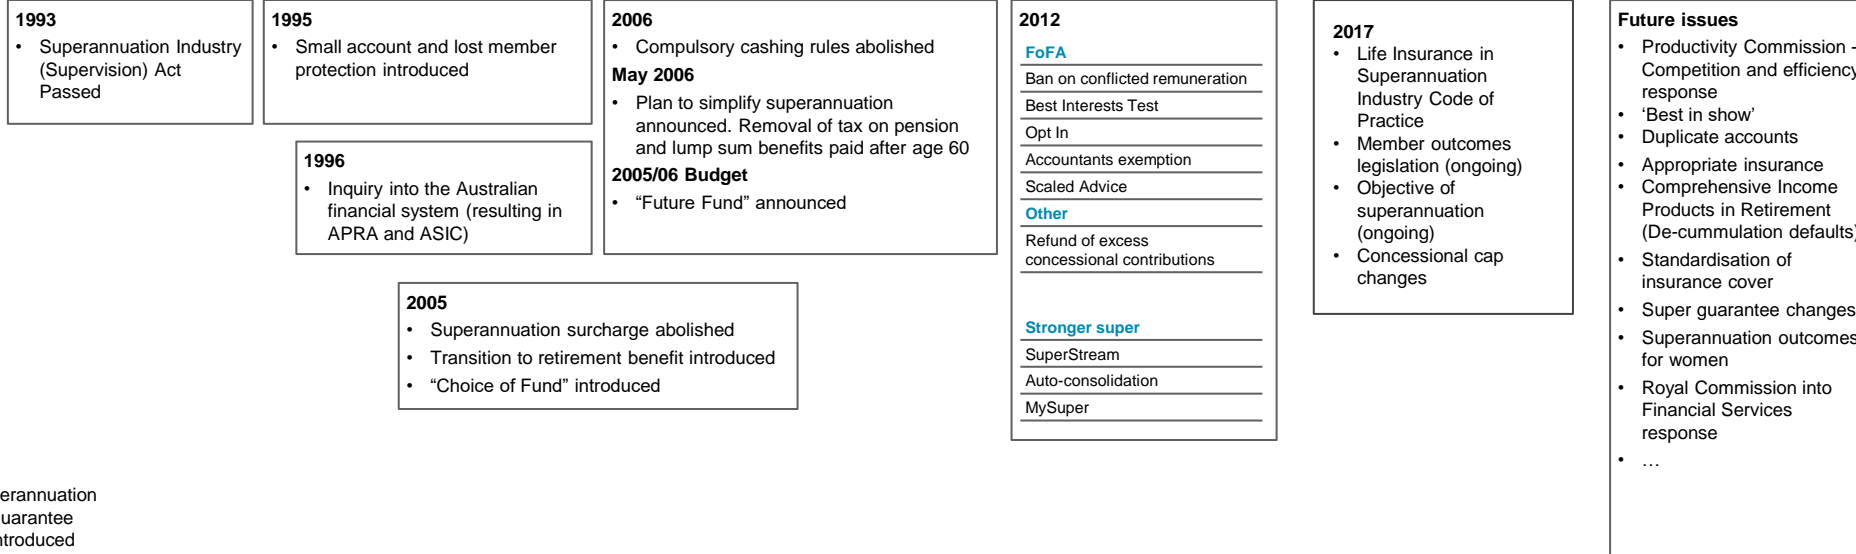 1993
• Superannuation Industry
(Supervision) Act
Passed
1995
• Small account and lost member
protection introduced
1996
• Inquiry into the Australian
financial system (resulting in
APRA and ASIC)
2005
• Superannuation surcharge abolished
• Transition to retirement benefit introduced
• “Choice of Fund” introduced
2006
• Compulsory cashing rules abolished
May 2006
• Plan to simplify superannuation
announced. Removal of tax on pension
and lump sum benefits paid after age 60
2005/06 Budget
• “Future Fund” announced
2012
FoFA
Ban on conflicted remuneration
Best Interests Test
Opt In
Accountants exemption
Scaled Advice
Other
Refund of excess
concessional contributions
Stronger super
SuperStream
Auto-consolidation
MySuper
2017
• Life Insurance in
Superannuation
Industry Code of
Practice
• Member outcomes
legislation (ongoing)
• Objective of
superannuation
(ongoing)
• Concessional cap
changes
Future issues
• Productivity Commission -
Competition and efficiency
response
• ‘Best in show’
• Duplicate accounts
• Appropriate insurance
• Comprehensive Income
Products in Retirement
(De-cummulation defaults)
• Standardisation of
insurance cover
• Super guarantee changes
• Superannuation outcomes
for women
• Royal Commission into
Financial Services
response
• …
erannuation
uarantee
ntroduced